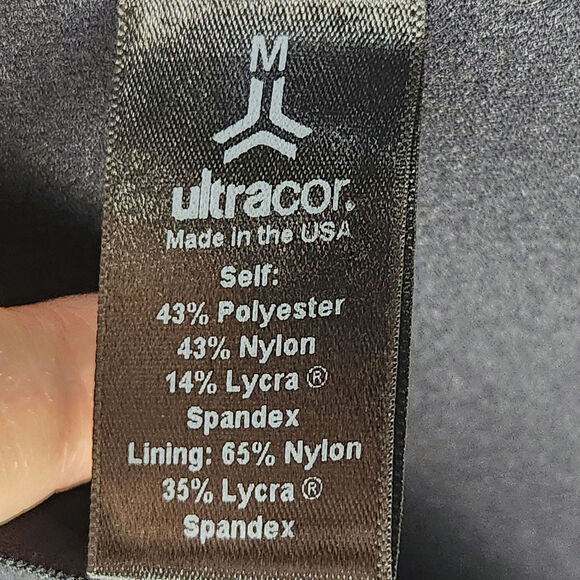 M
ultracor.
Made in the USA
Self:
43% Polyester
43% Nylon
14% Lycra ®
Spandex
Lining: 65% Nylon
35% Lycra ®
Spandex